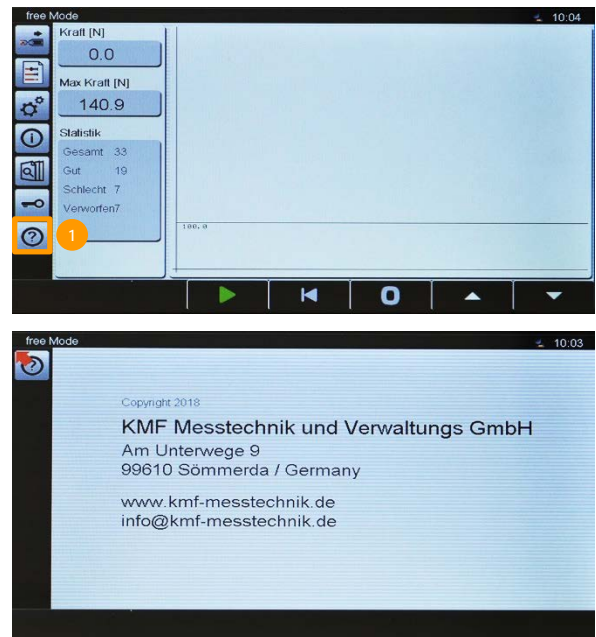 free Mode
10:04
Kraft [N]
0.0
Max Kraft [N]
140.9
Statistik
Gesamt 33
Gut 19
Schlecht 7
Verworfen7
1
100,0
free Mode
10:03
Copyright 2018
KMF Messtechnik und Verwaltungs GmbH
Am Unterwege 9
99610 Sömmerda / Germany
www.kmf-messtechnik.de
info@kmf-messtechnik.de